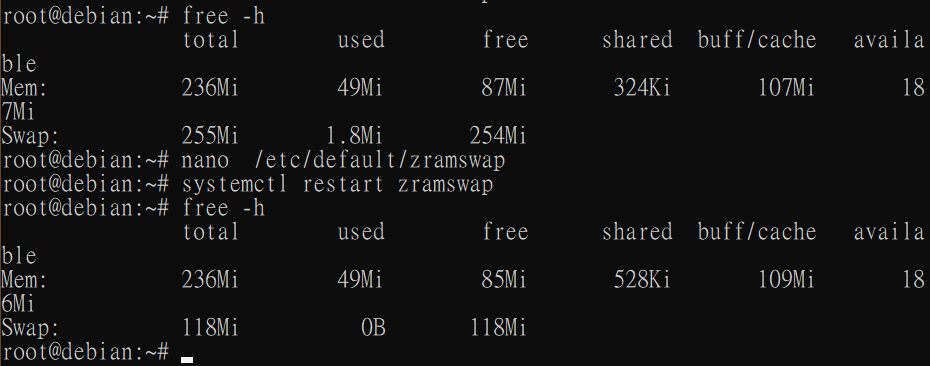 root@debian:~# free -h
total used free shared buff/cache availa
ble
Mem: 236Mi 49Mi 87Mi 324Ki 107Mi 18
7Mi
Swap: 255Mi 1.8Mi 254Mi
root@debian:~# nano  /etc/default/zramswap
root@debian:~# systemctl restart zramswap
root@debian:~# free -h
total used free shared buff/cache availa
ble
Mem: 236Mi 49Mi 85Mi 528Ki 109Mi 18
6Mi
Swap: 118Mi 0B 118Mi
root@debian:~#